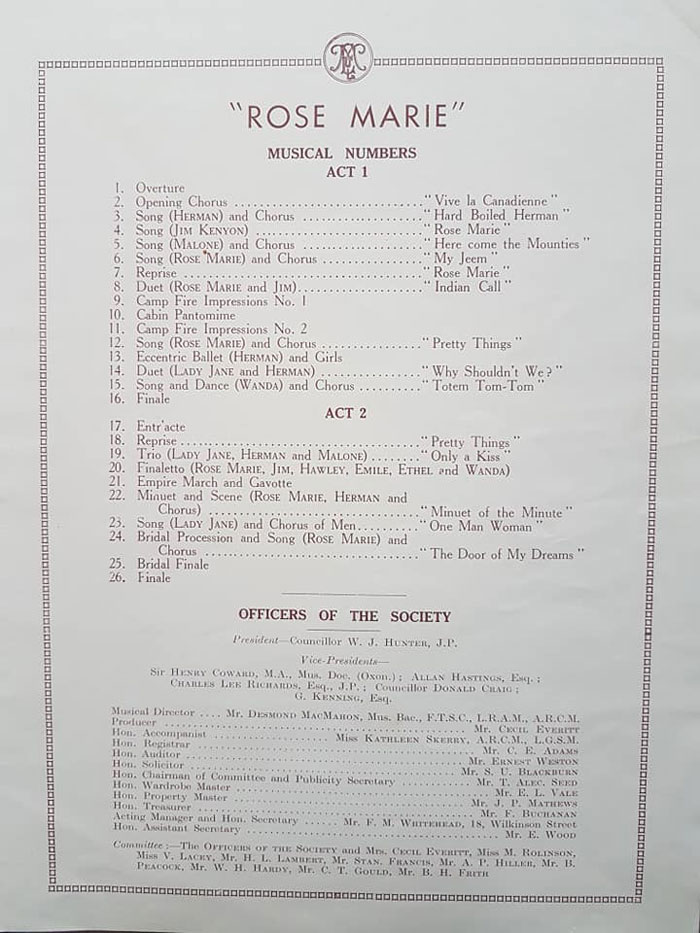 "ROSE MARIE"
MUSICAL NUMBERS
ACT 1
1. Overture
2. Opening Chorus ............................ " Vive la Canadienne "
3. Song (HERMAN) and Chorus .................. " Hard Boiled Herman "
4. Song (JIM KENYON) ......................... " Rose Marie "
5. Song (MALONE) and Chorus .................. " Here come the Mounties "
6. Song (ROSE MARIE) and Chorus ............... " My Jeem "
7. Reprise ................................... " Rose Marie "
8. Duet (ROSE MARIE and JIM)................... " Indian Call "
9. Camp Fire Impressions No. 1
10. Cabin Pantomime
11. Camp Fire Impressions No. 2
12. Song (ROSE MARIE) and Chorus ............... " Pretty Things "
13. Eccentric Ballet (HERMAN) and Girls
14. Duet (LADY JANE and HERMAN) ............... " Why Shouldn't We? "
15. Song and Dance (WANDA) and Chorus ......... " Totem Tom-Tom "
16. Finale
ACT 2
17. Entr'acte
18. Reprise................................... " Pretty Things "
19. Trio (LADY JANE, HERMAN and MALONE) ........ " Only a Kiss "
20. Finaletto (ROSE MARIE, JIM, HAWLEY, EMILE, ETHEL and WANDA)
21. Empire March and Gavotte
22. Minuet and Scene (ROSE MARIE, HERMAN and
Chorus) ............................... " Minuet of the Minute "
23. Song (LADY JANE) and Chorus of Men......... " One Man Woman "
24. Bridal Procession and Song (ROSE MARIE) and
Chorus ............................... " The Door of My Dreams "
25. Bridal Finale
26. Finale
OFFICERS OF THE SOCIETY
President—Councillor W. J. HUNTER, J.P.
Vice-Presidents—
SIR HENRY COWARD, M.A., Mus. Doc. (Oxon.) ; ALLAN HASTINGS, Esq. ;
CHARLES LEE RICHARDS, Esq., J.P. ; Councillor DONALD CRAIG ;
G. KENNING, Esq.
Musical Director .... MR. DESMOND MACMAHON, Mus. Bac., F.T.S.C., L.R.A.M., A.R.C.M.
Producer ........................................ MR. CECIL EVERITT
Hon. Accompanist .................. MISS KATHLEEN SKERRY, A.R.C.M., L.G.S.M.
Hon. Registrar ........................................ MR. C. E. ADAMS
Hon. Auditor ........................................ MR. ERNEST WESTON
Hon. Solicitor ........................................ MR. S. U. BLACKBURN
Hon. Chairman of Committee and Publicity Secretary ............ MR. T. ALEC. SEED
Hon. Wardrobe Master ........................................ MR. E. L. VALE
Hon. Property Master ........................................ MR. J. P. MATHEWS
Hon. Treasurer ........................................ MR. F. BUCHANAN
Acting Manager and Hon. Secretary ...... MR. F. M. WHITEHEAD, 18, Wilkinson Street
Hon. Assistant Secretary ........................................ MR. E. WOOD
Committee :—THE OFFICERS OF THE SOCIETY and MRS. CECIL EVERITT, MISS M. ROLINSON,
MISS V. LACEY, MR. H. L. LAMBERT, MR. STAN. FRANCIS, MR. A. P. HILLER, MR. B.
PEACOCK, MR. W. H. HARDY, MR. C. T. GOULD, MR. B. H. FRITH